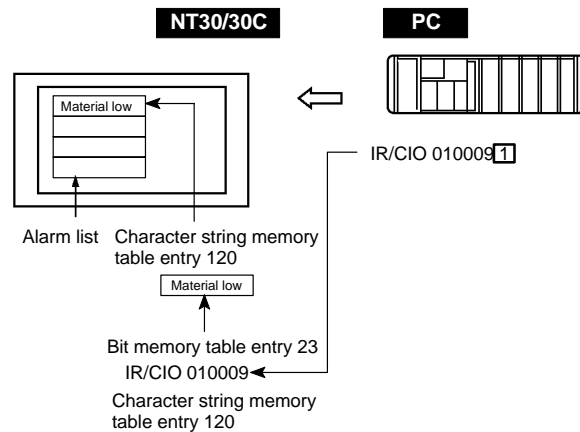 NT30/30C
PC
Material low
IR/CIO 010009 1
Alarm list
Character string memory
table entry 120
Material low
Bit memory table entry 23
IR/CIO 010009
Character string memory
table entry 120